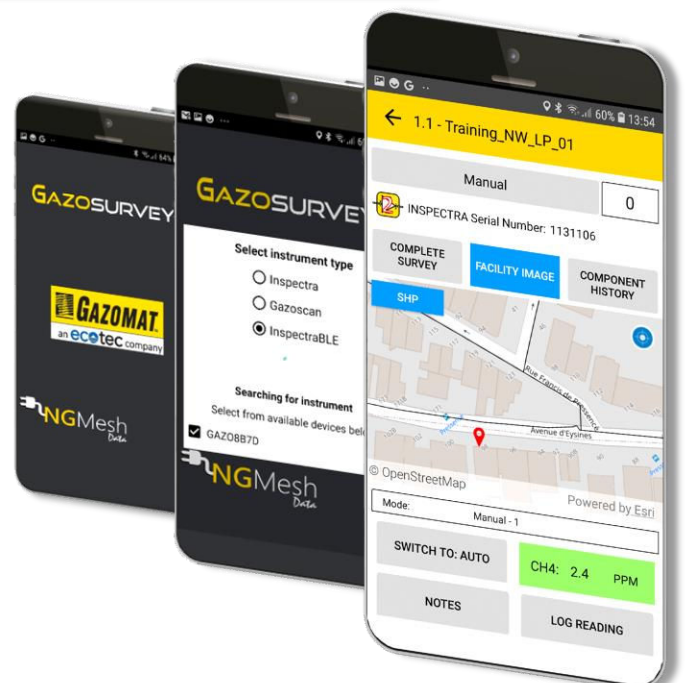 64%
GAZOSURVEY
GAZOMAT
an ecotec company
NGMesh
Data
GAZOSURVE
Select instrument type
Inspectra
Gazoscan
InspectraBLE
Searching for instrument
Select from available devices bel
GAZO8B7D
NGMesh
Data
G
60% 13:54
← 1.1 - Training_NW_LP_01
Manual
0
INSPECTRA Serial Number: 1131106
COMPLETE
SURVEY
FACILITY IMAGE
COMPONENT
HISTORY
SHP
Rue Francis de Pressence
Avenue d'Eysines
© OpenStreetMap
Powered by Esri
Mode:
Manual - 1
SWITCH TO: AUTO
CH4: 2.4 PPM
NOTES
LOG READING